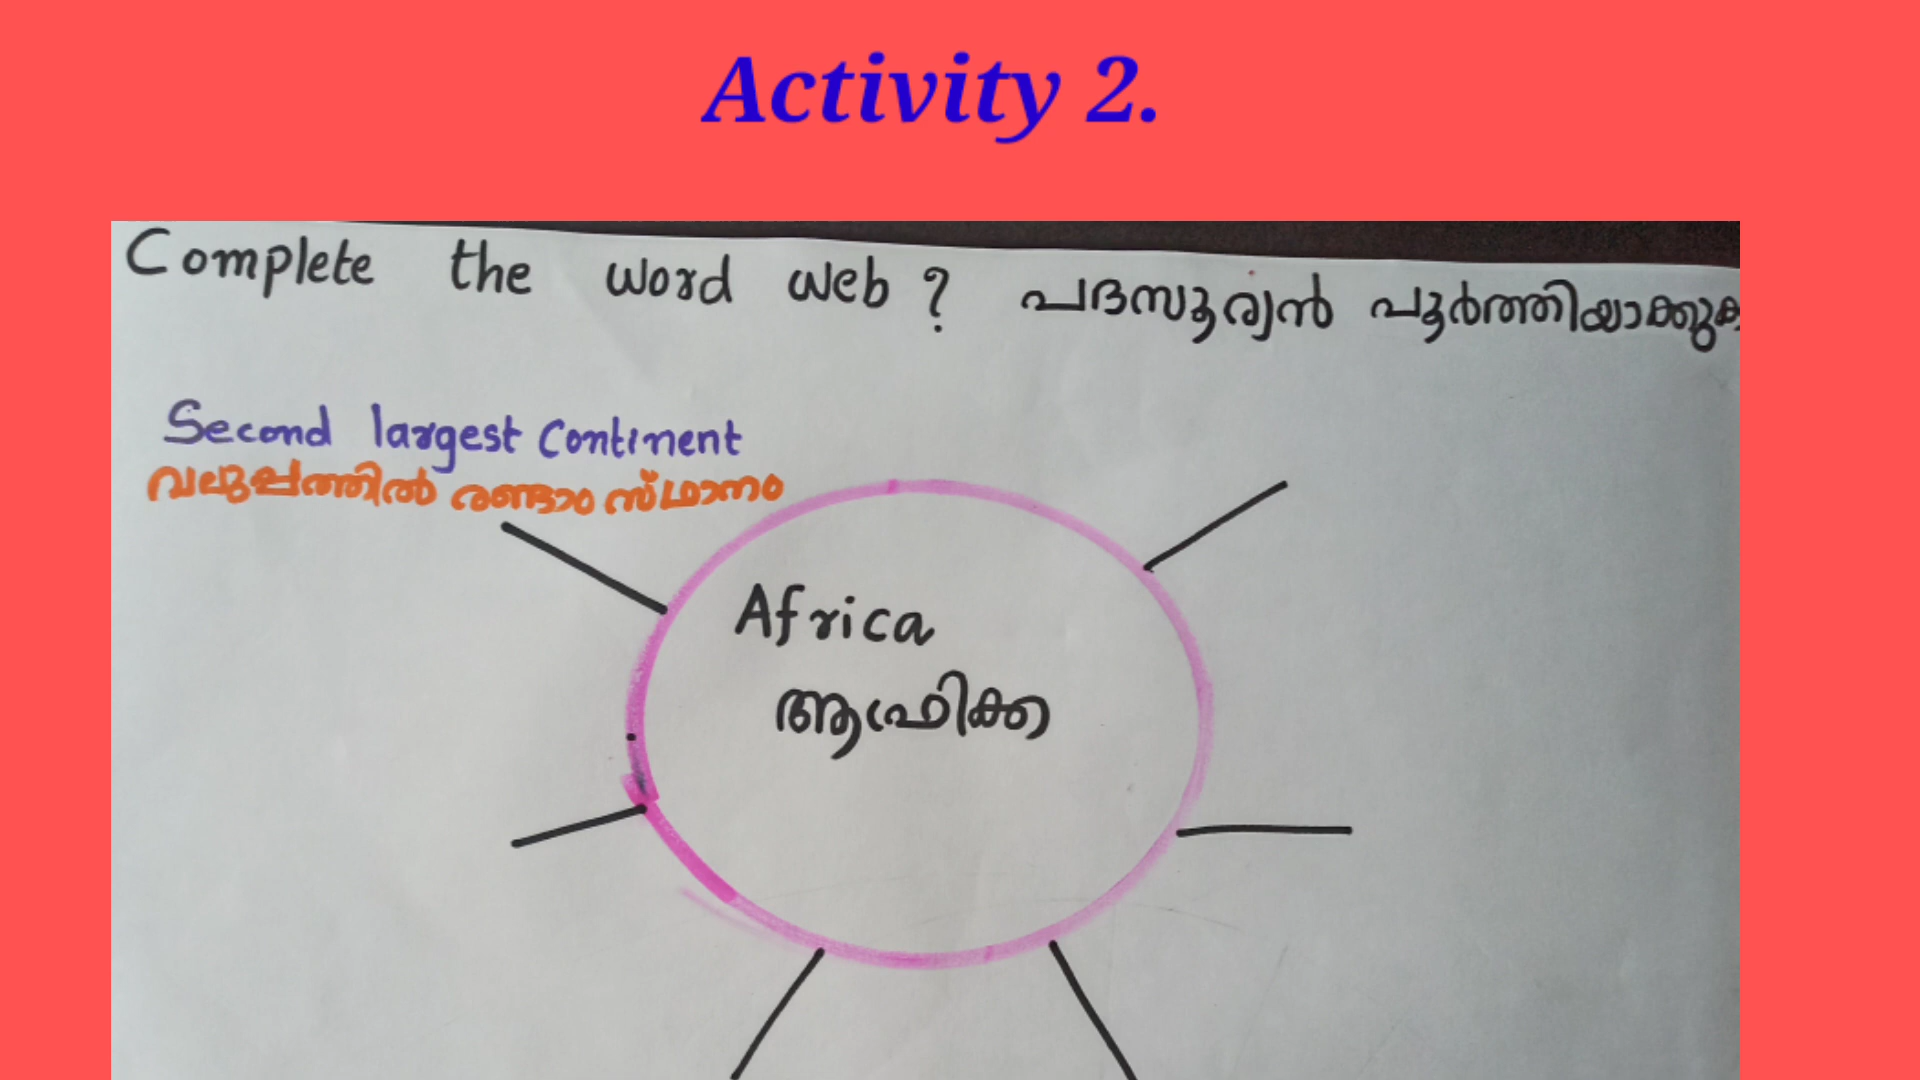 Activity 2.
Complete the word web ? പദസൂര്യൻ പൂർത്തിയാക്കുക
Second largest Continent
വലുപ്പത്തിൽ രണ്ടാം സ്ഥാനം
Africa
ആഫ്രിക്ക